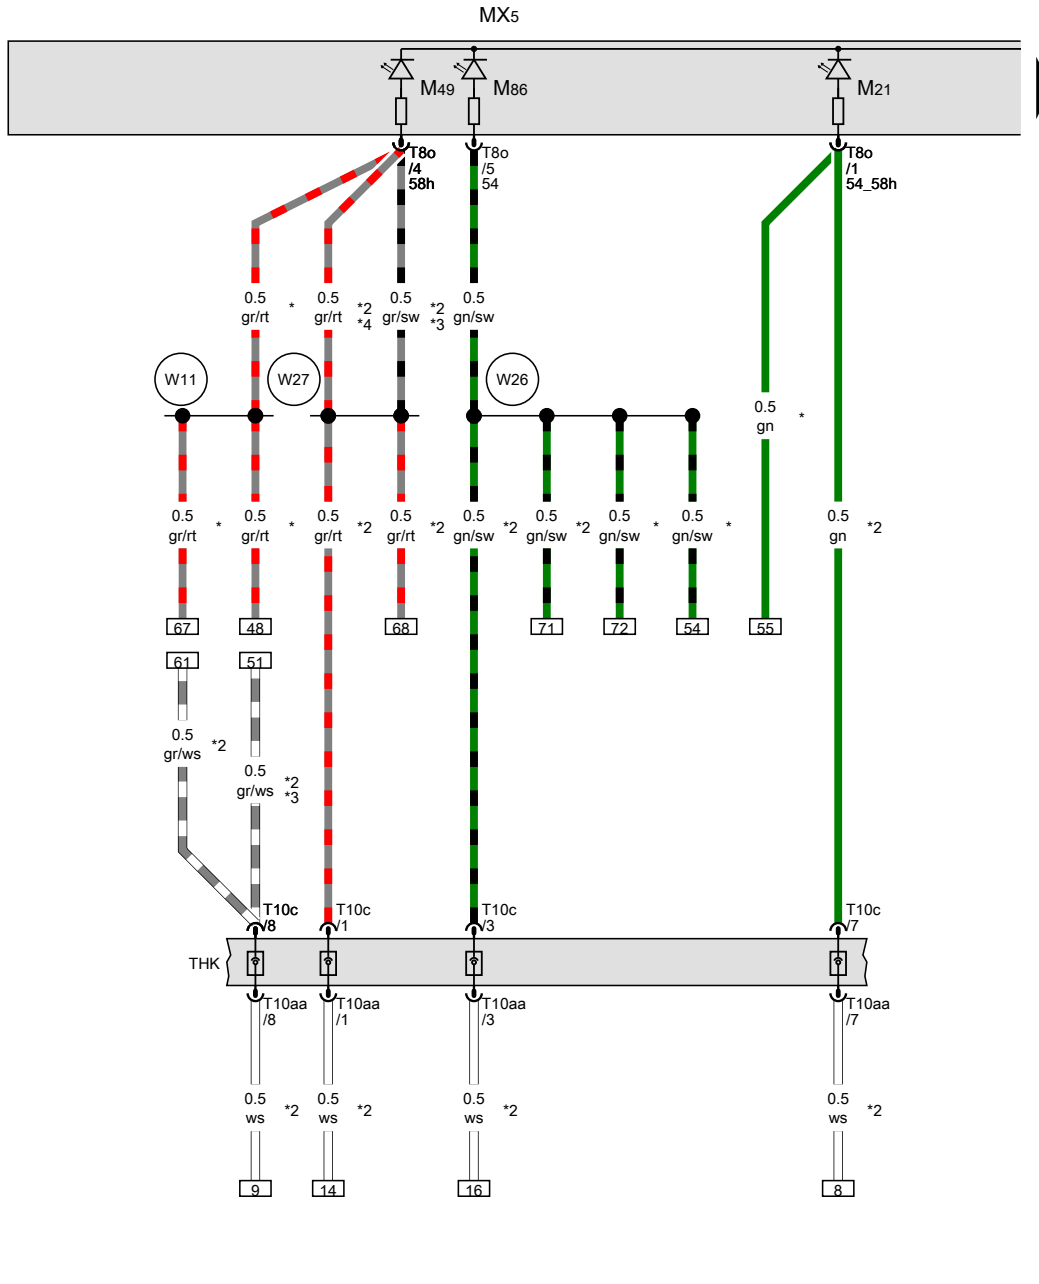 MX5
M49
M86
M21
T8o
/4
58h
T8o
/5
54
T8o
/1
54_58h
0.5
gr/rt
*
0.5
gr/rt
*2
*4
0.5
gr/sw
*2
*3
0.5
gn/sw
W11
W27
W26
0.5
gn
*
0.5
gr/rt
*
0.5
gr/rt
*
0.5
gr/rt
*2
0.5
gr/rt
*2
0.5
gn/sw
*2
0.5
gn/sw
*2
0.5
gn/sw
*
0.5
gn/sw
*
0.5
gn
*2
67
48
68
71
72
54
55
61
51
0.5
gr/ws
*2
0.5
gr/ws
*2
*3
T10c
/8
T10c
/1
T10c
/3
T10c
/7
THK
T10aa
/8
T10aa
/1
T10aa
/3
T10aa
/7
0.5
ws
*2
0.5
ws
*2
0.5
ws
*2
0.5
ws
*2
9
14
16
8